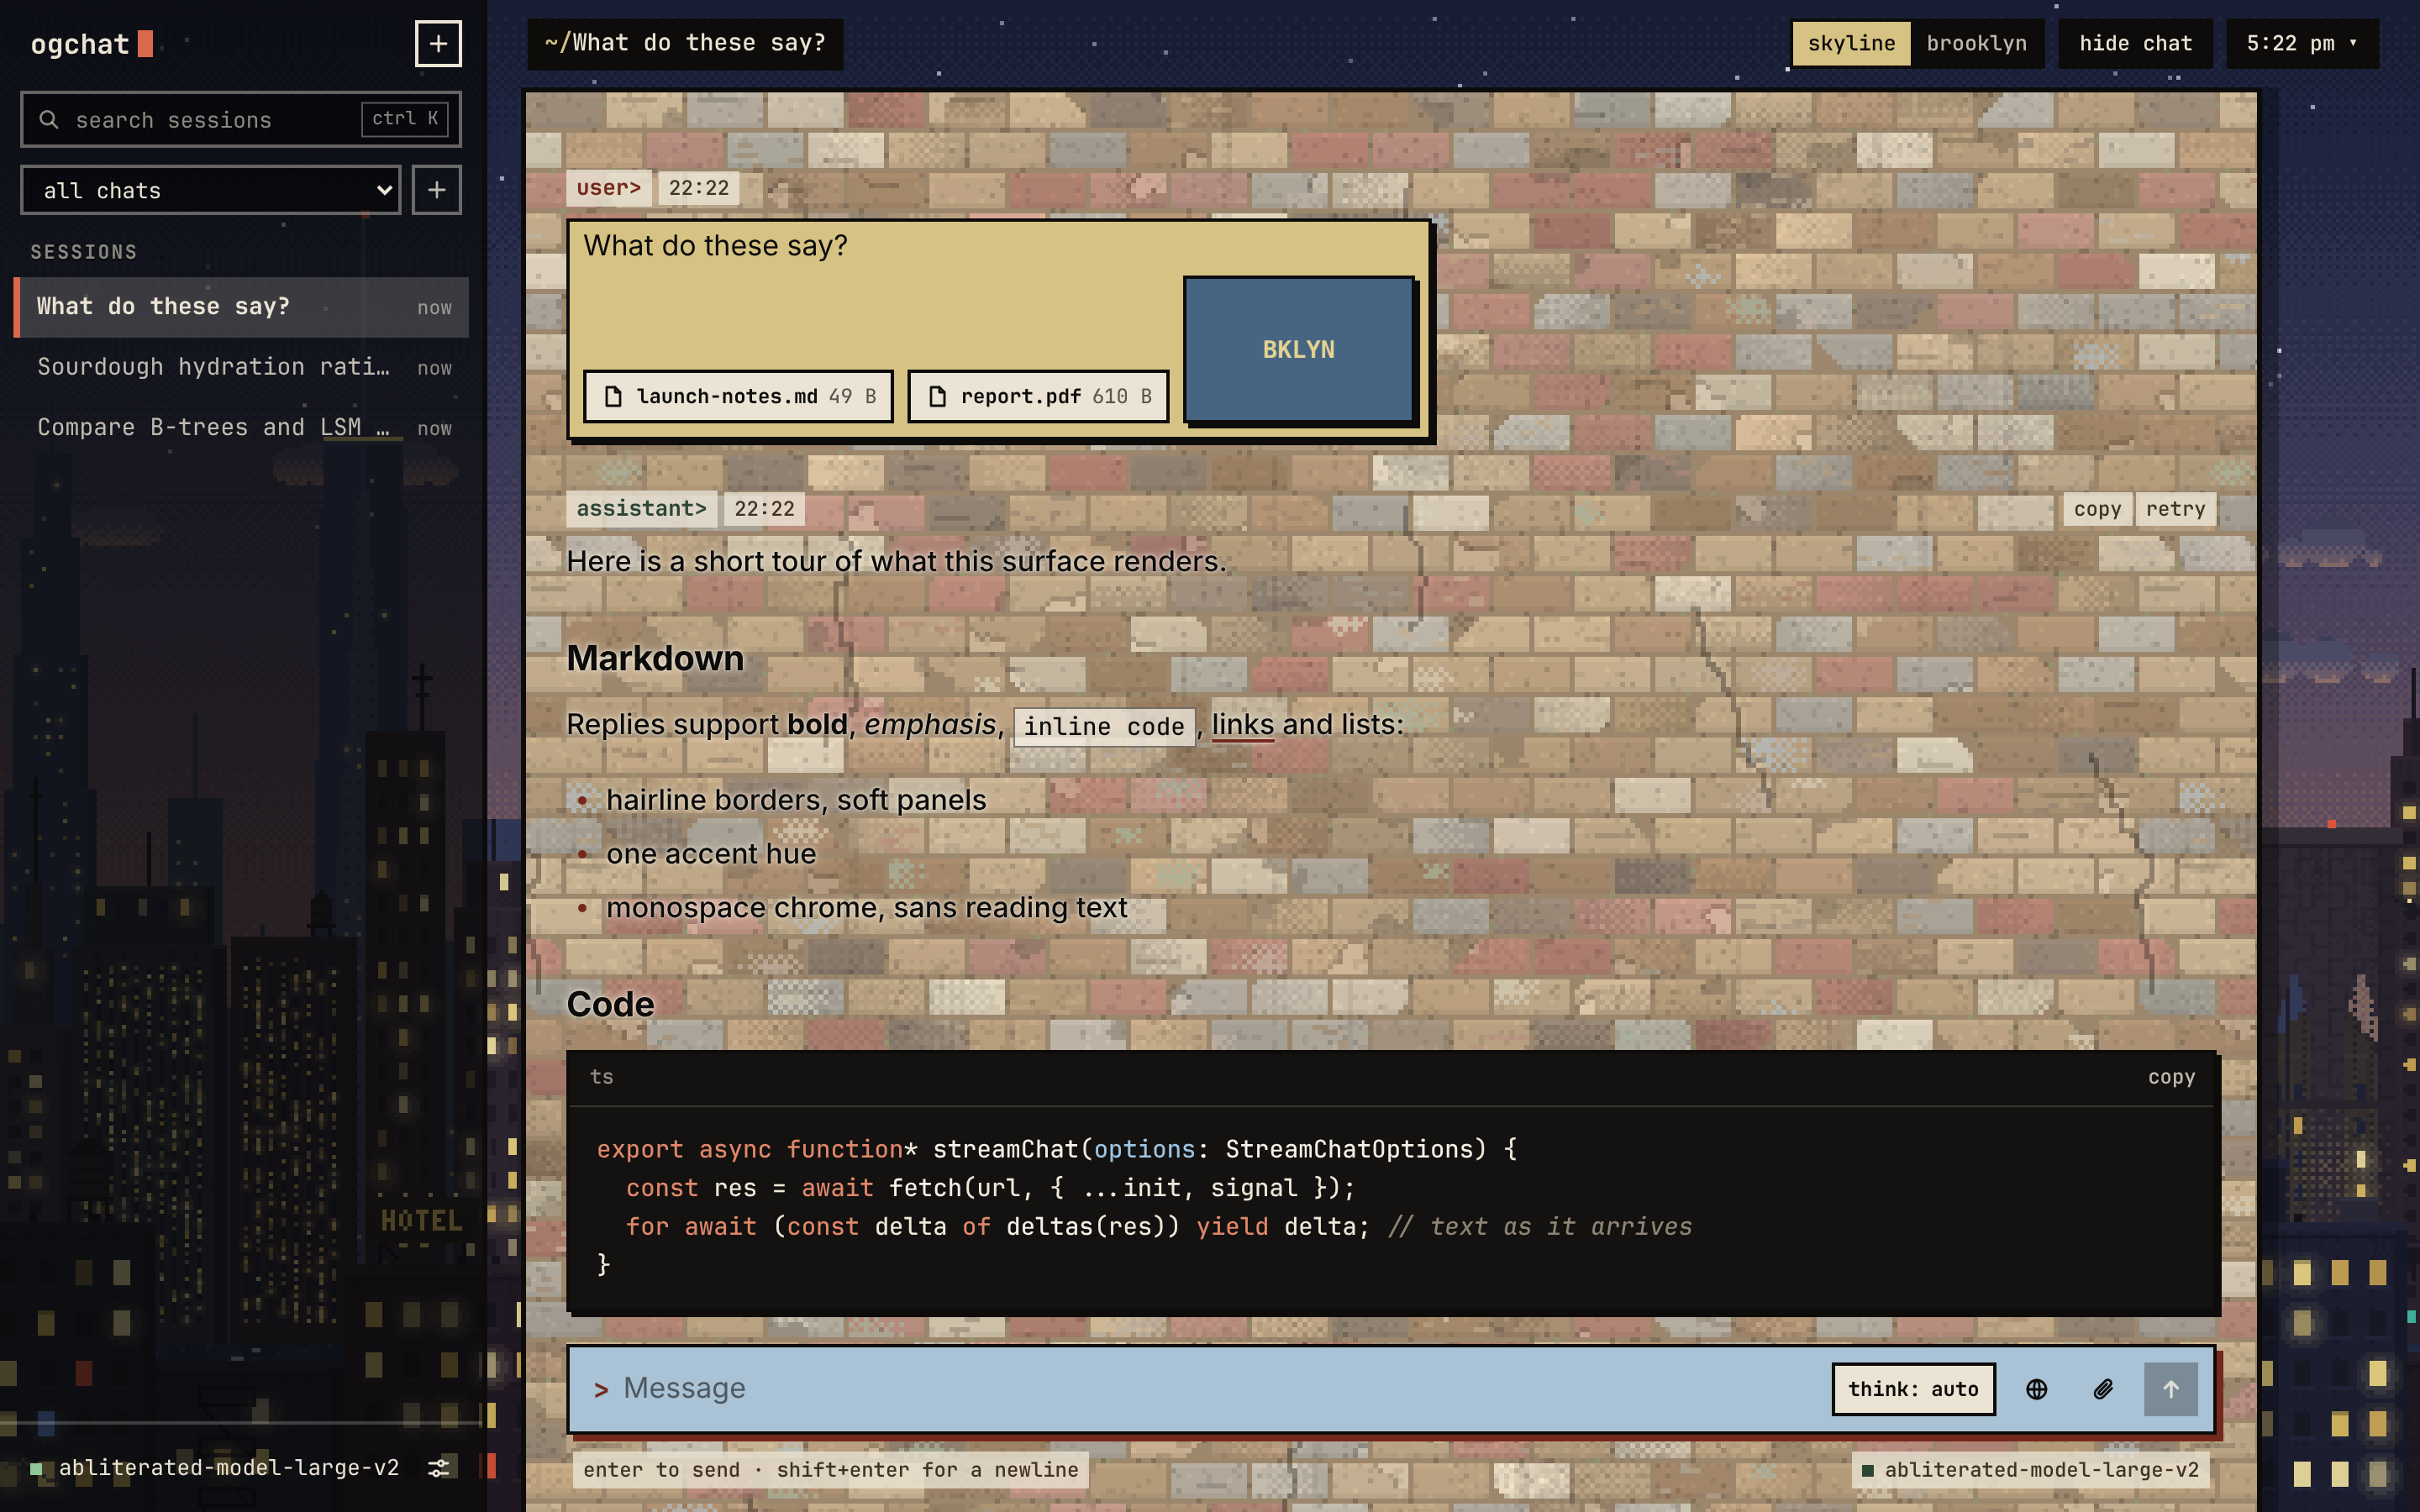 ogchat
+
search sessions ctrl K
all chats
+
SESSIONS
What do these say? now
Sourdough hydration rati… now
Compare B-trees and LSM … now
HOTEL
abliterated-model-large-v2
~/What do these say?
skyline brooklyn hide chat 5:22 pm
user> 22:22
What do these say?
launch-notes.md 49 B report.pdf 610 B BKLYN
assistant> 22:22 copy retry
Here is a short tour of what this surface renders.
Markdown
Replies support bold, emphasis, inline code, links and lists:
• hairline borders, soft panels
• one accent hue
• monospace chrome, sans reading text
Code
ts copy
export async function* streamChat(options: StreamChatOptions) {
  const res = await fetch(url, { ...init, signal });
  for await (const delta of deltas(res)) yield delta; // text as it arrives
}
> Message think: auto
enter to send · shift+enter for a newline abliterated-model-large-v2